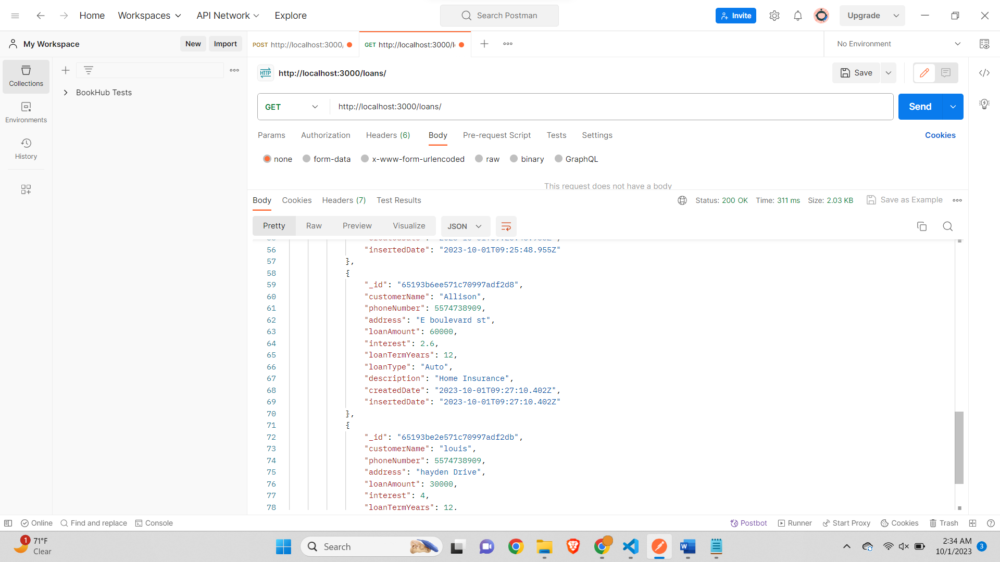 Home Workspaces API Network Explore Search Postman Invite Upgrade
My Workspace New Import POST http://localhost:3000/ GET http://localhost:3000/l No Environment
Collections
BookHub Tests
Environments
History
HTTP http://localhost:3000/loans/ Save
GET http://localhost:3000/loans/ Send
Params Authorization Headers (6) Body Pre-request Script Tests Settings Cookies
none form-data x-www-form-urlencoded raw binary GraphQL
This request does not have a body
Body Cookies Headers (7) Test Results Status: 200 OK Time: 311 ms Size: 2.03 KB Save as Example
Pretty Raw Preview Visualize JSON
56 "insertedDate": "2023-10-01T09:25:48.955Z"
57 },
58 {
59 "_id": "65193b6ee571c70997adf2d8",
60 "customerName": "Allison",
61 "phoneNumber": 5574738909,
62 "address": "E boulevard st",
63 "loanAmount": 60000,
64 "interest": 2.6,
65 "loanTermYears": 12,
66 "loanType": "Auto",
67 "description": "Home Insurance",
68 "createdDate": "2023-10-01T09:27:10.402Z",
69 "insertedDate": "2023-10-01T09:27:10.402Z"
70 },
71 {
72 "_id": "65193be2e571c70997adf2db",
73 "customerName": "louis",
74 "phoneNumber": 5574738909,
75 "address": "hayden Drive",
76 "loanAmount": 30000,
77 "interest": 4,
78 "loanTermYears": 12,
Online Find and replace Console Postbot Runner Start Proxy Cookies Trash
1 71°F
Clear
Search
2:34 AM
10/1/2023 3